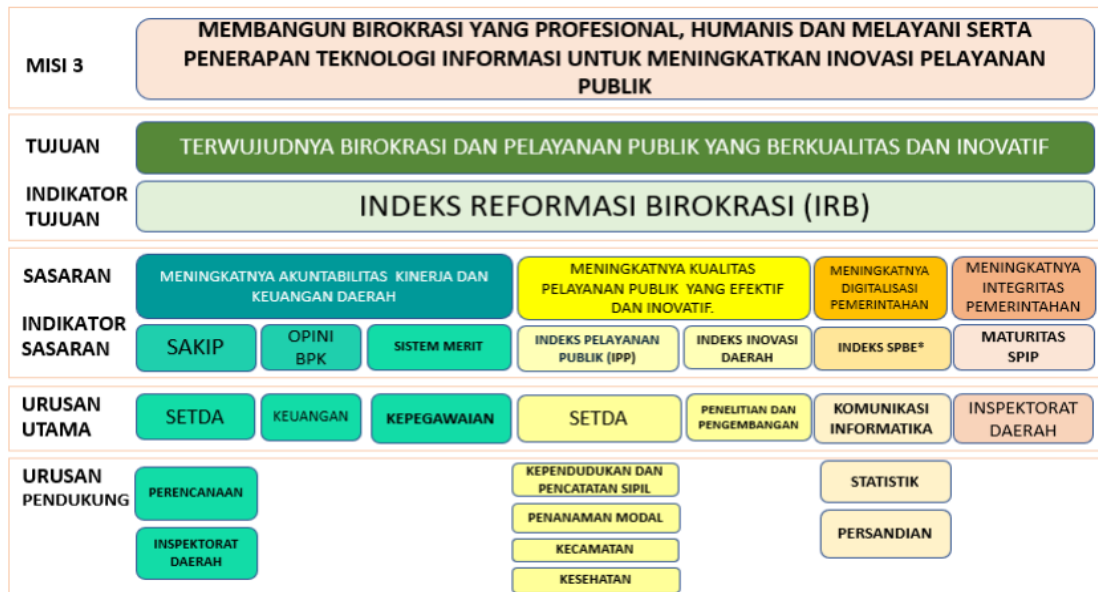 MISI 3
MEMBANGUN BIROKRASI YANG PROFESIONAL, HUMANIS DAN MELAYANI SERTA
PENERAPAN TEKNOLOGI INFORMASI UNTUK MENINGKATKAN INOVASI PELAYANAN
PUBLIK
TUJUAN
TERWUJUDNYA BIROKRASI DAN PELAYANAN PUBLIK YANG BERKUALITAS DAN INOVATIF
INDIKATOR
TUJUAN
INDEKS REFORMASI BIROKRASI (IRB)
SASARAN
MENINGKATNYA AKUNTABILITAS KINERJA DAN
KEUANGAN DAERAH
MENINGKATNYA KUALITAS
PELAYANAN PUBLIK YANG EFEKTIF
DAN INOVATIF.
MENINGKATNYA
DIGITALISASI
PEMERINTAHAN
MENINGKATNYA
INTEGRITAS
PEMERINTAHAN
INDIKATOR
SASARAN
SAKIP
OPINI
BPK
SISTEM MERIT
INDEKS PELAYANAN
PUBLIK (IPP)
INDEKS INOVASI
DAERAH
INDEKS SPBE*
MATURITAS
SPIP
URUSAN
UTAMA
SETDA
KEUANGAN
KEPEGAWAIAN
SETDA
PENELITIAN DAN
PENGEMBANGAN
KOMUNIKASI
INFORMATIKA
INSPEKTORAT
DAERAH
URUSAN
PENDUKUNG
PERENCANAAN
INSPEKTORAT
DAERAH
KEPENDUDUKAN DAN
PENCATATAN SIPIL
PENANAMAN MODAL
KECAMATAN
KESEHATAN
STATISTIK
PERSANDIAN